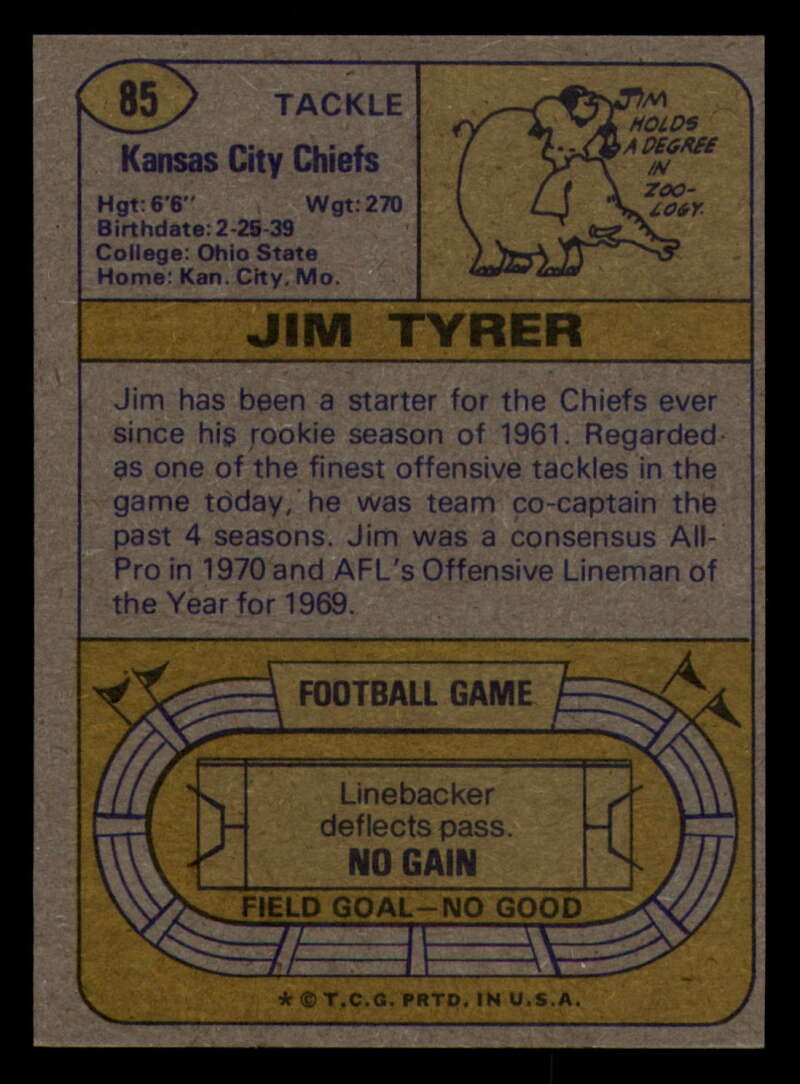 85
TACKLE
Kansas City Chiefs
Hgt: 6'6" Wgt: 270
Birthdate: 2-25-39
College: Ohio State
Home: Kan. City, Mo.
JIM
HOLDS
A DEGREE
IN
ZOO-
LOGY.
JIM TYRER
Jim has been a starter for the Chiefs ever
since his rookie season of 1961. Regarded
as one of the finest offensive tackles in the
game today, he was team co-captain the
past 4 seasons. Jim was a consensus All-
Pro in 1970 and AFL's Offensive Lineman of
the Year for 1969.
FOOTBALL GAME
Linebacker
deflects pass.
NO GAIN
FIELD GOAL—NO GOOD
* © T.C.G. PRTD. IN U.S.A.